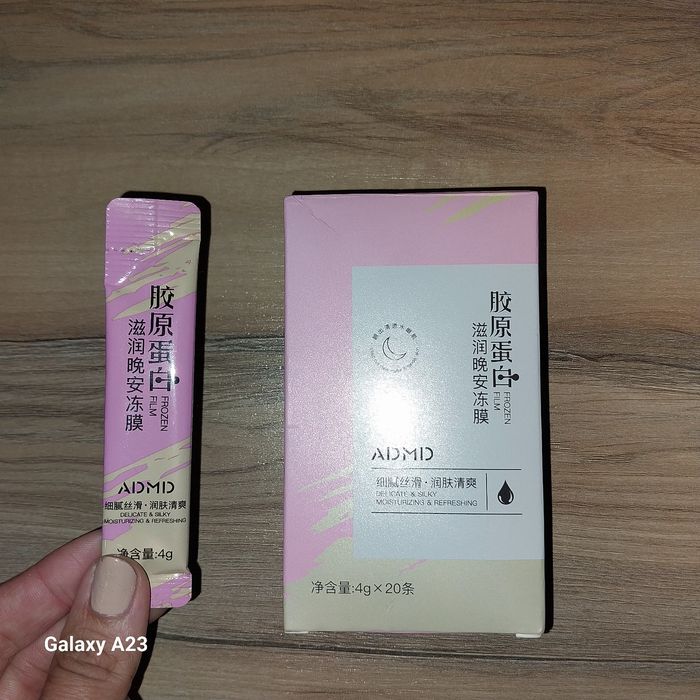 胶原蛋白
滋润晚安冻膜
FROZEN
FILM
ADMD
细腻丝滑·润肤清爽
DELICATE & SILKY
MOISTURIZING & REFRESHING
净含量:4g
胶原蛋白
滋润晚安冻膜
FROZEN
FILM
ADMD
细腻丝滑·润肤清爽
DELICATE & SILKY
MOISTURIZING & REFRESHING
净含量:4g×20条
Galaxy A23